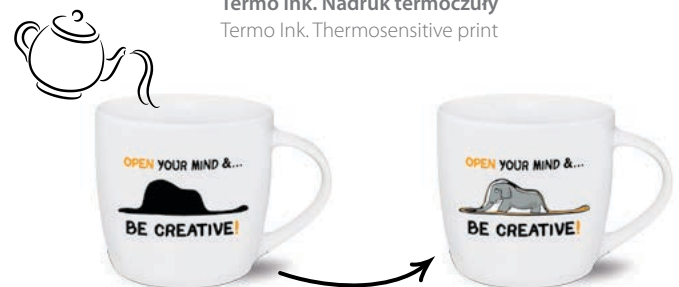 Termo Ink. Nadruk termoczuły
Termo Ink. Thermosensitive print
OPEN YOUR MIND &...
BE CREATIVE!
OPEN YOUR MIND &...
BE CREATIVE!